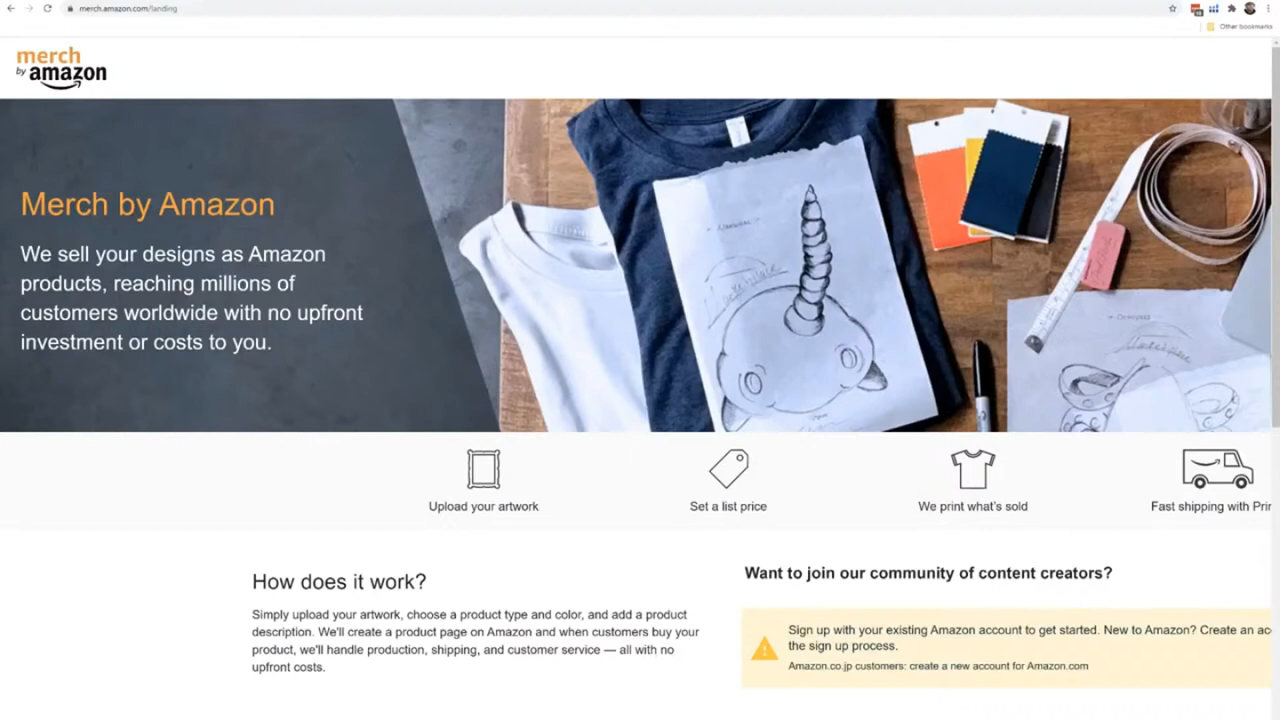 merch.amazon.com/landing
Other bookmarks
merch
by amazon
Merch by Amazon
We sell your designs as Amazon
products, reaching millions of
customers worldwide with no upfront
investment or costs to you.
Upload your artwork
Set a list price
We print what's sold
Fast shipping with Pri
How does it work?
Simply upload your artwork, choose a product type and color, and add a product
description. We'll create a product page on Amazon and when customers buy your
product, we'll handle production, shipping, and customer service — all with no
upfront costs.
Want to join our community of content creators?
Sign up with your existing Amazon account to get started. New to Amazon? Create an ac
the sign up process.
Amazon.co.jp customers: create a new account for Amazon.com